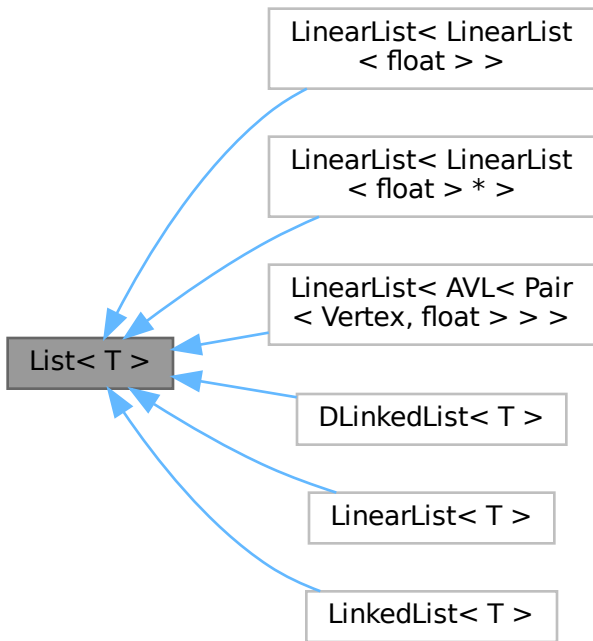 LinearList< LinearList
< float > >
LinearList< LinearList
< float > * >
LinearList< AVL< Pair
< Vertex, float > > >
List< T >
DLinkedList< T >
LinearList< T >
LinkedList< T >